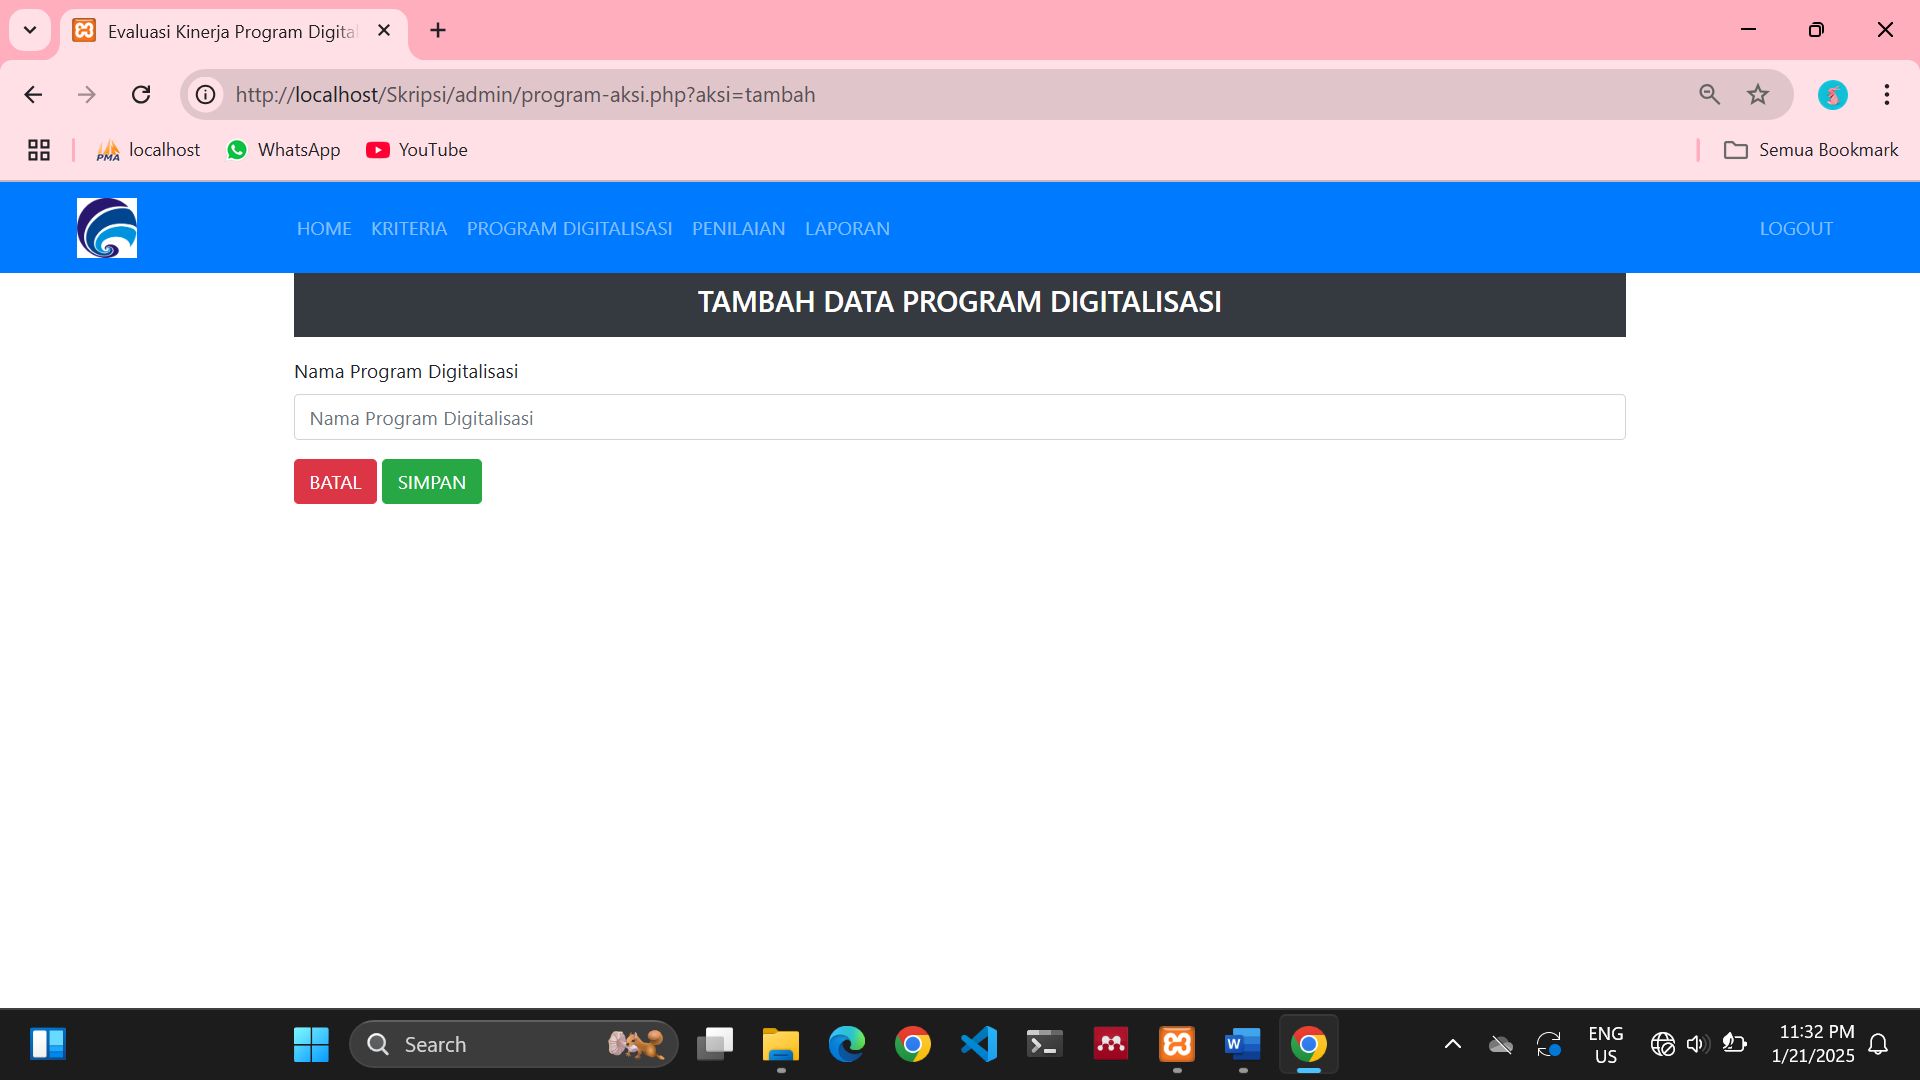 Evaluasi Kinerja Program Digital
http://localhost/Skripsi/admin/program-aksi.php?aksi=tambah
PMA localhost WhatsApp YouTube Semua Bookmark
HOME KRITERIA PROGRAM DIGITALISASI PENILAIAN LAPORAN LOGOUT
TAMBAH DATA PROGRAM DIGITALISASI
Nama Program Digitalisasi
Nama Program Digitalisasi
BATAL SIMPAN
Search
ENG
US
11:32 PM
1/21/2025